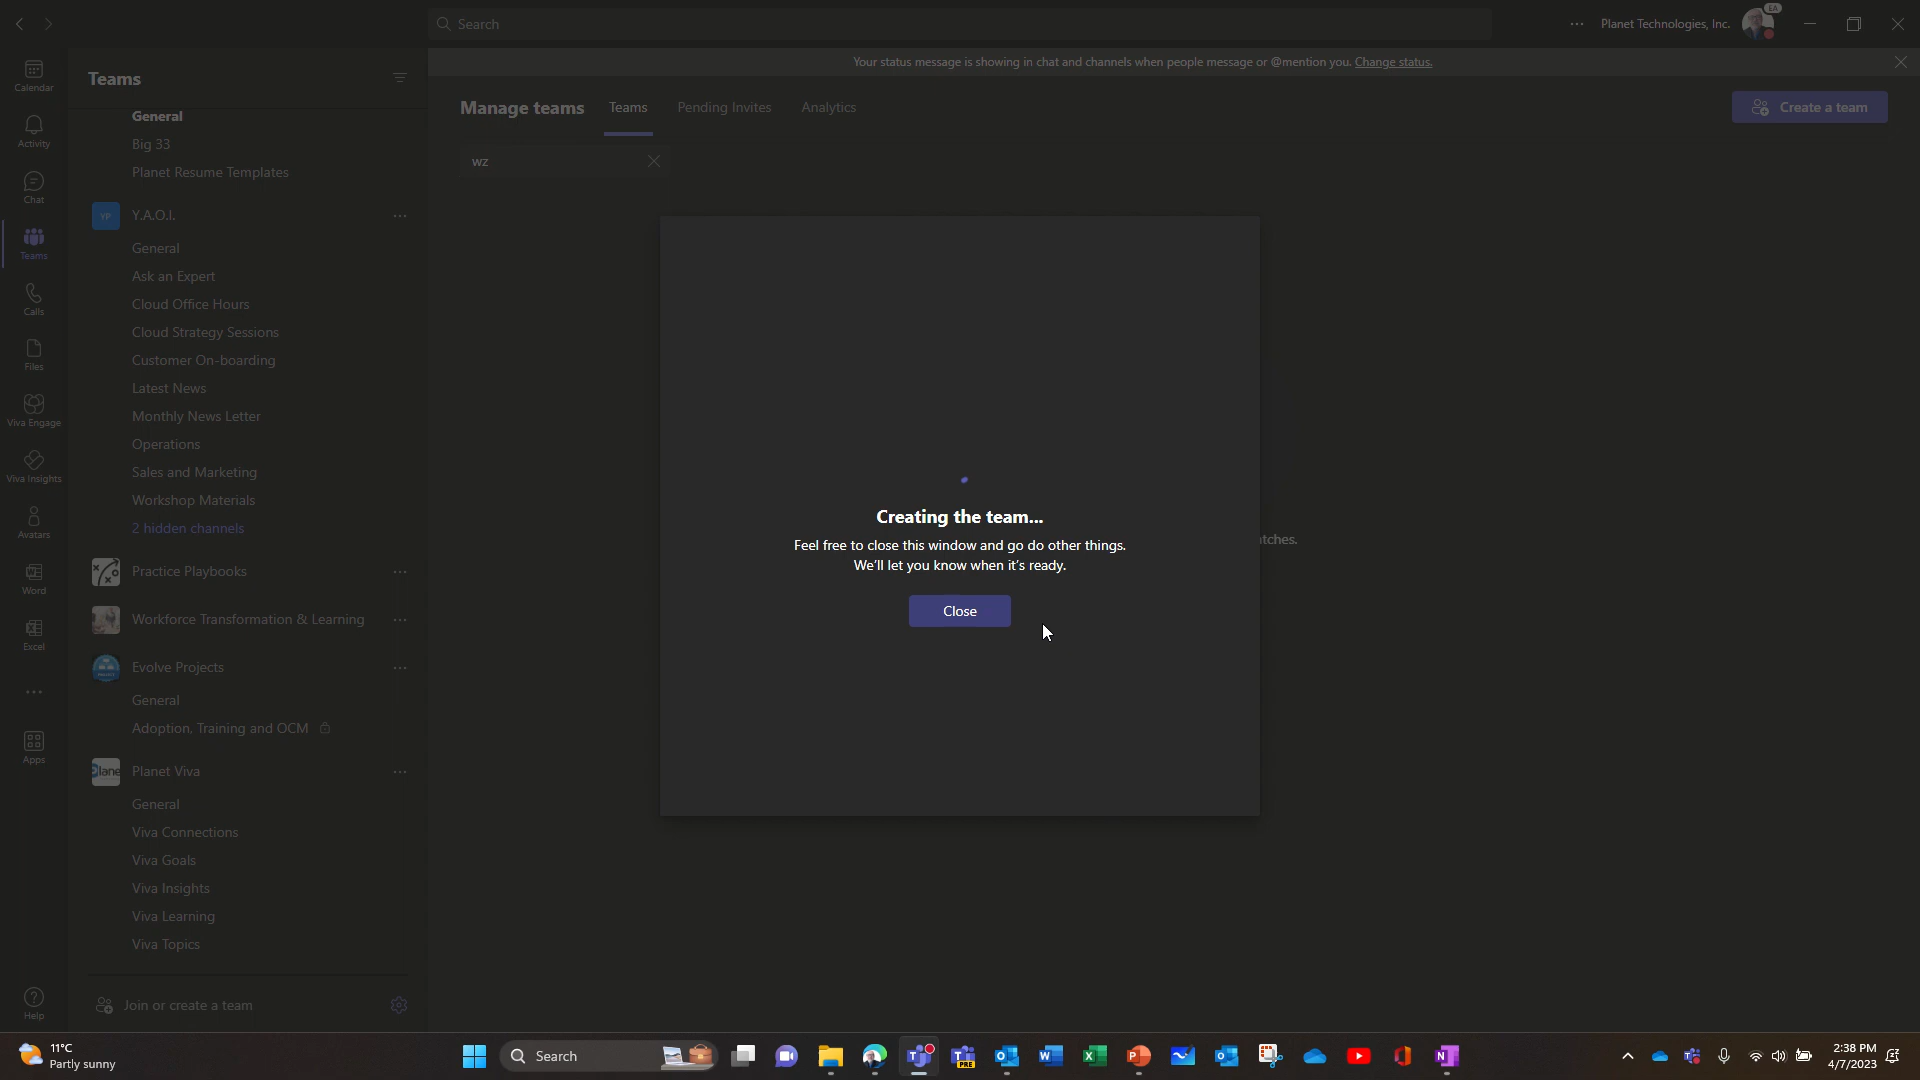 Search
Planet Technologies, Inc.
EA
Your status message is showing in chat and channels when people message or @mention you. Change status.
Calendar
Activity
Chat
Teams
Calls
Files
Viva Engage
Viva Insights
Avatars
Word
Excel
Apps
Help
Teams
General
Big 33
Planet Resume Templates
YP
Y.A.O.I.
General
Ask an Expert
Cloud Office Hours
Cloud Strategy Sessions
Customer On-boarding
Latest News
Monthly News Letter
Operations
Sales and Marketing
Workshop Materials
2 hidden channels
Practice Playbooks
Workforce Transformation & Learning
Evolve Projects
General
Adoption, Training and OCM
Plane
Planet Viva
General
Viva Connections
Viva Goals
Viva Insights
Viva Learning
Viva Topics
Join or create a team
Manage teams
Teams
Pending Invites
Analytics
Create a team
wz
tches.
Creating the team...
Feel free to close this window and go do other things.
We'll let you know when it's ready.
Close
11°C
Partly sunny
Search
PRE
2:38 PM
4/7/2023